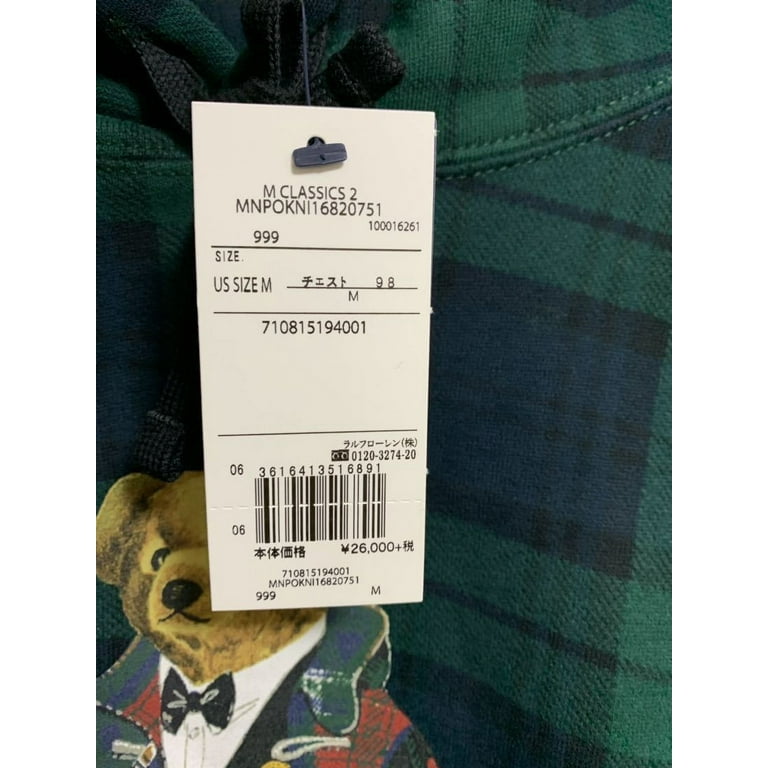 M CLASSICS 2
MNPOKNI16820751
100016261
999
SIZE.
US SIZE M チェスト 98
M
710815194001
ラルフローレン(株)
0120-3274-20
06 3616413516891
06
本体価格 ¥26,000+税
710815194001
MNPOKNI16820751
999 M